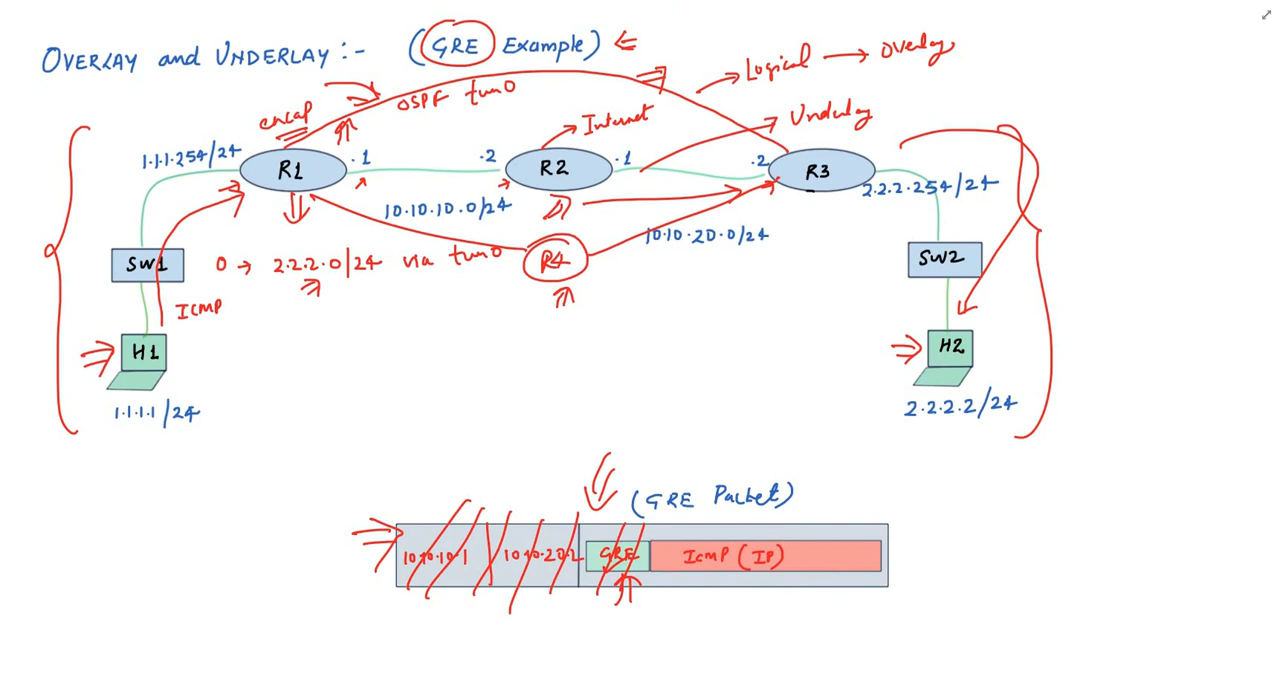 OVERLAY and UNDERLAY :- (GRE Example)
Logical → Overlay
OSPF tun0
encap
Internet
Underlay
1.1.1.254/24
R1
.1
.2
R2
.1
.2
R3
2.2.2.254/24
10.10.10.0/24
10.10.20.0/24
SW1
O → 2.2.2.0/24 via tun0
R4
SW2
ICMP
H1
H2
1.1.1.1/24
2.2.2.2/24
(GRE Packet)
10.10.10.1 10.10.20.2 GRE ICMP (IP)